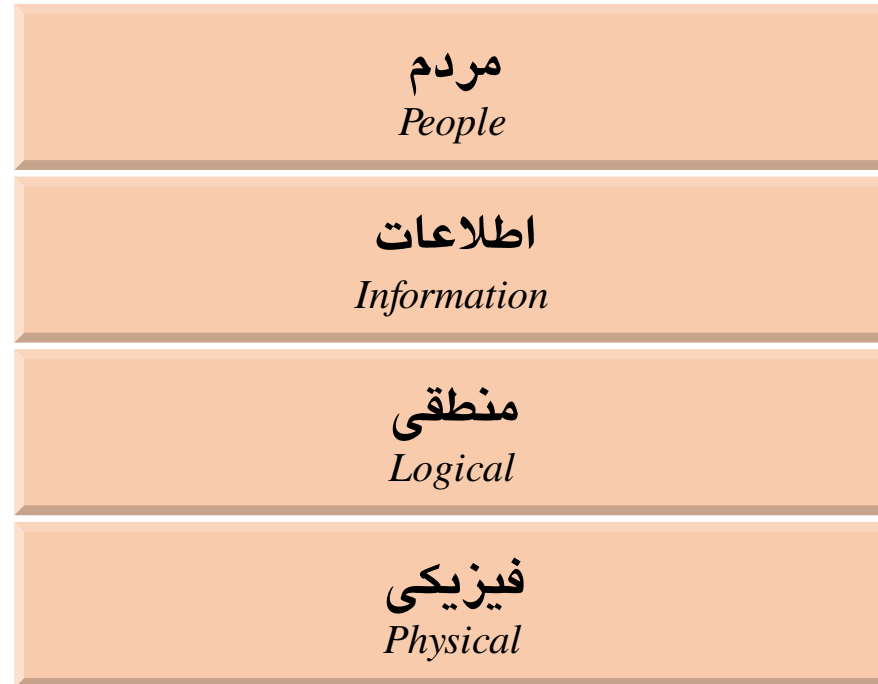 مردم
People
اطلاعات
Information
منطقی
Logical
فیزیکی
Physical